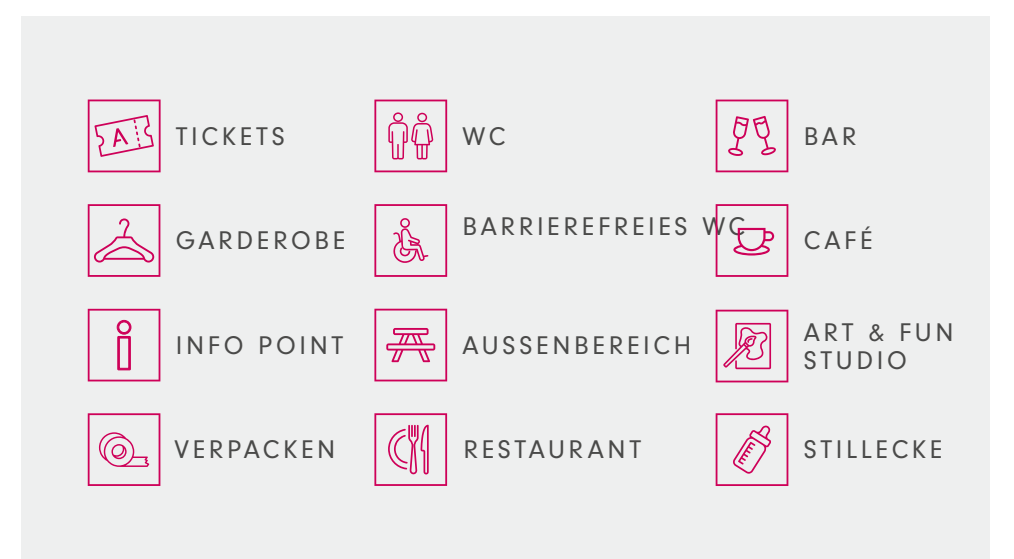 TICKETS
WC
BAR
GARDEROBE
BARRIEREFREIES WC
CAFÉ
INFO POINT
AUSSENBEREICH
ART & FUN
STUDIO
VERPACKEN
RESTAURANT
STILLECKE
A